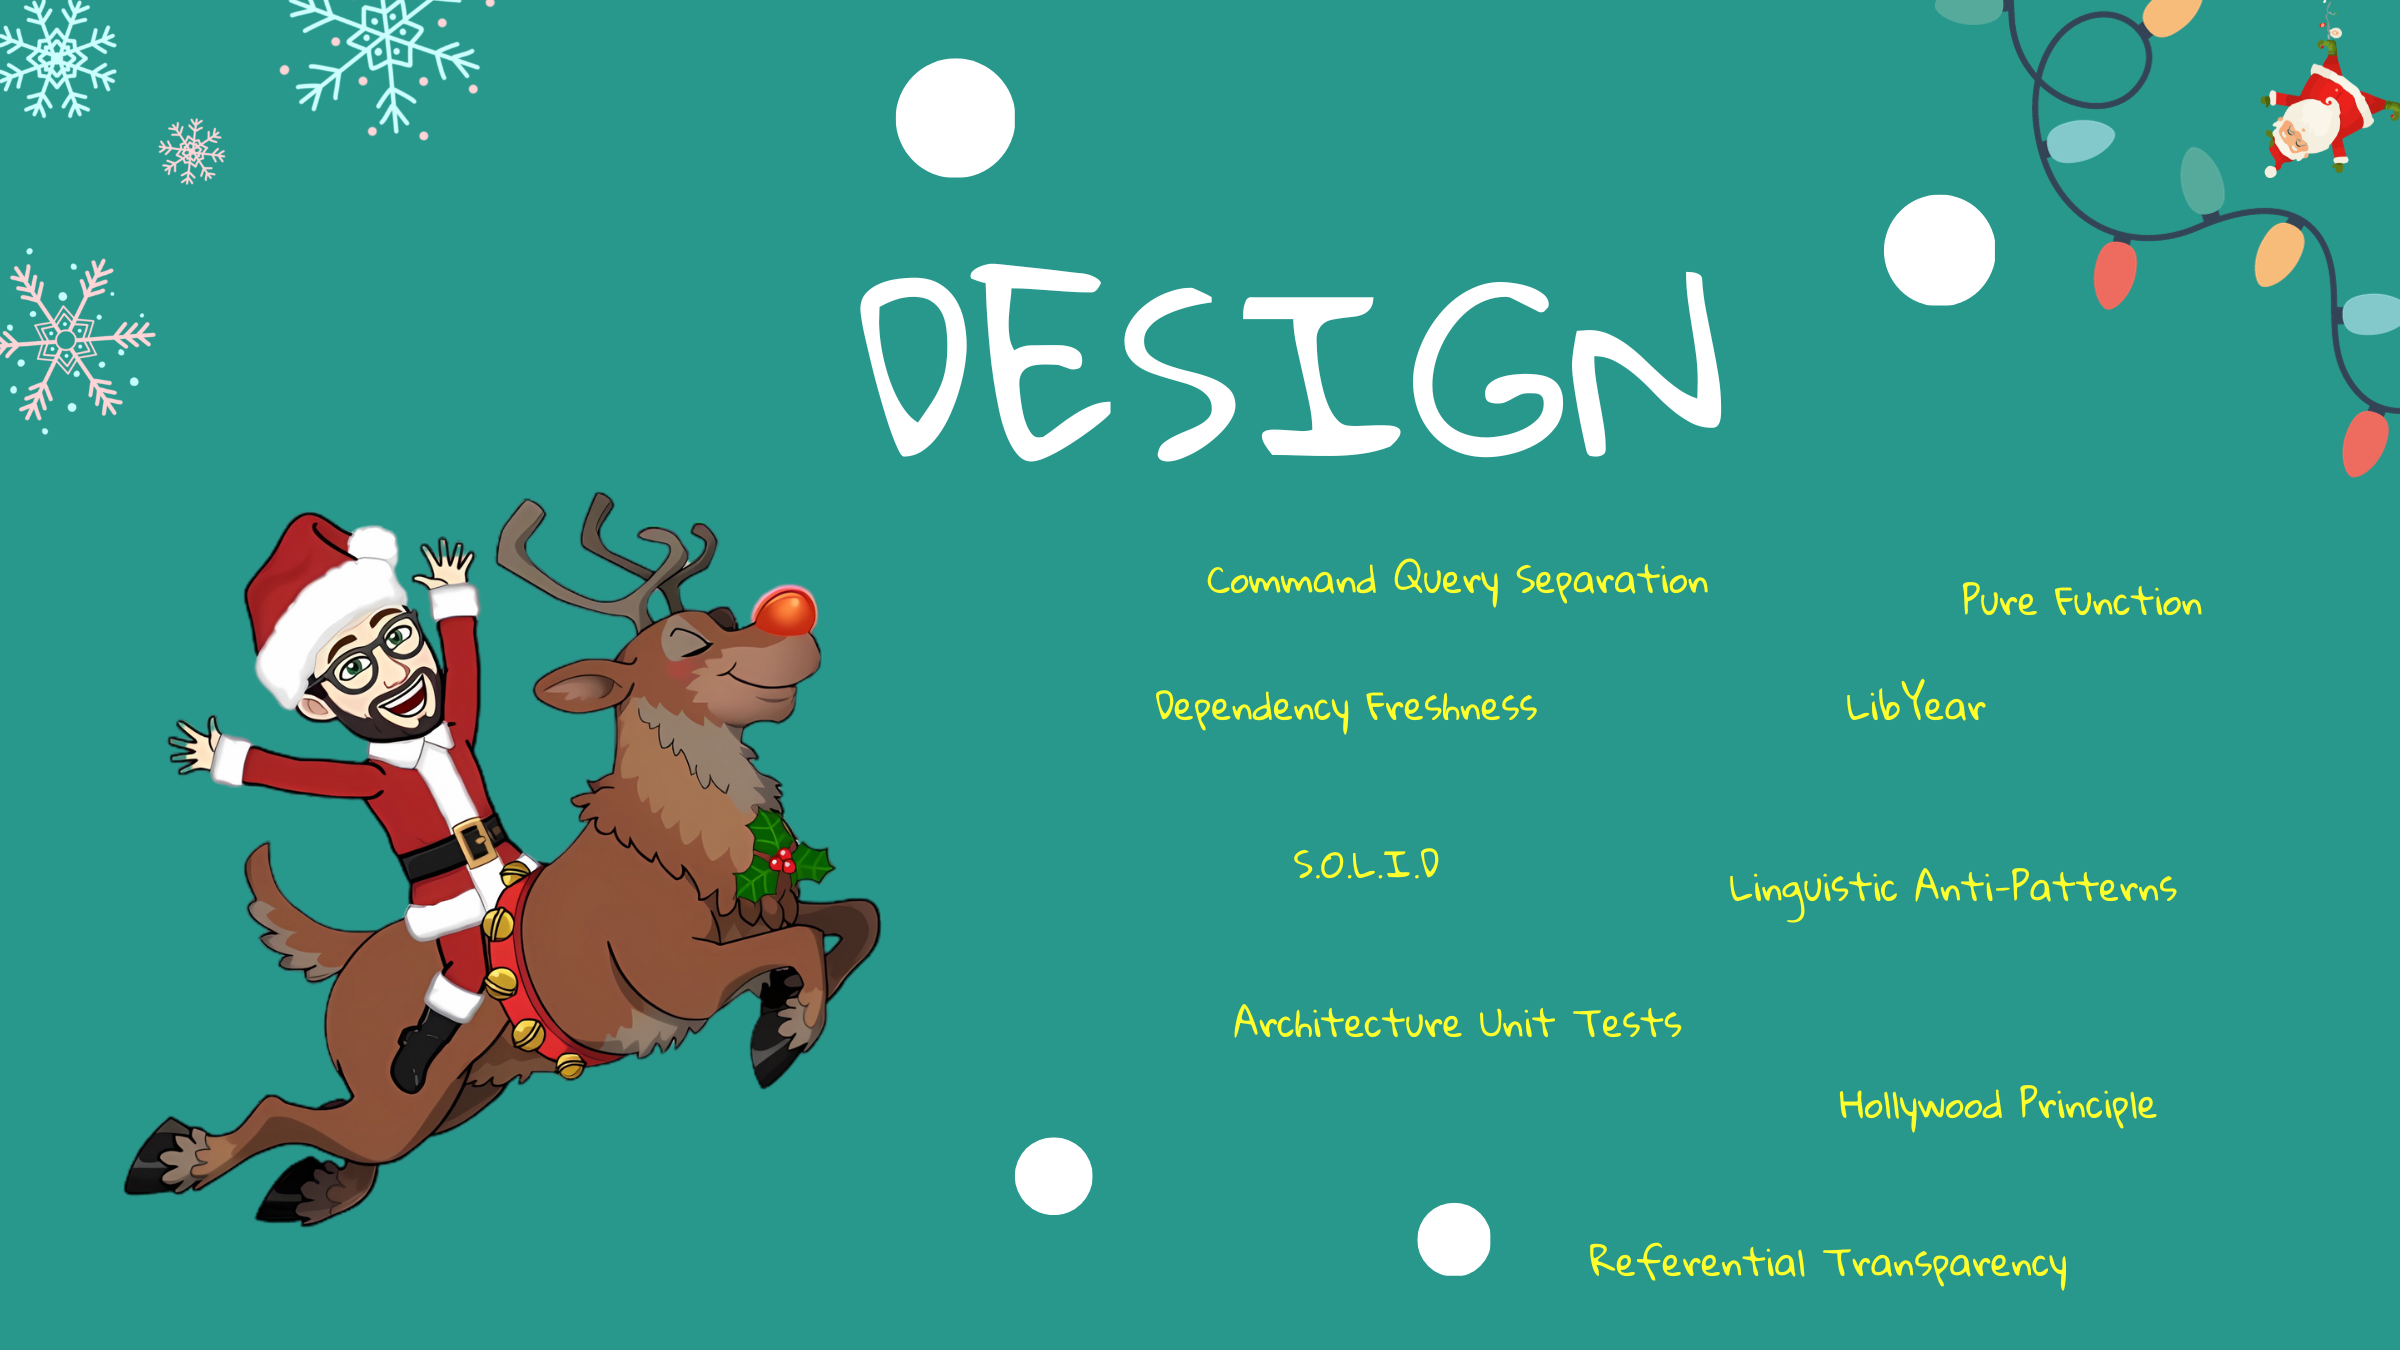 DESIGN
Command Query Separation
Pure Function
Dependency Freshness
LibYear
S.O.L.I.D
Linguistic Anti-Patterns
Architecture Unit Tests
Hollywood Principle
Referential Transparency